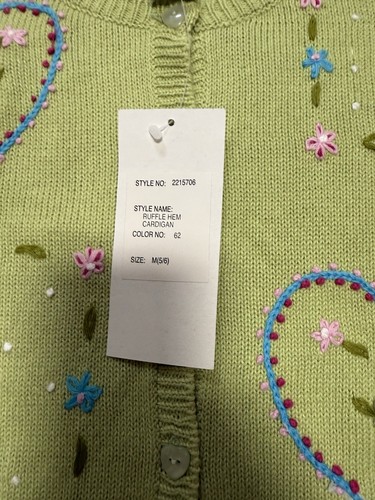 STYLE NO: 2215706
STYLE NAME:
RUFFLE HEM
CARDIGAN
COLOR NO: 62
SIZE: M(5/6)